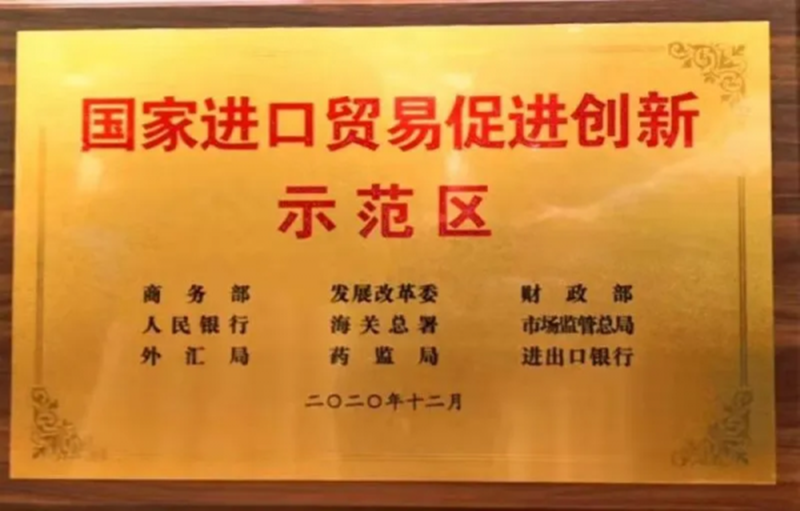 国家进口贸易促进创新
示范区
商务部 发展改革委 财政部
人民银行 海关总署 市场监管总局
外汇局 药监局 进出口银行
二〇二〇年十二月